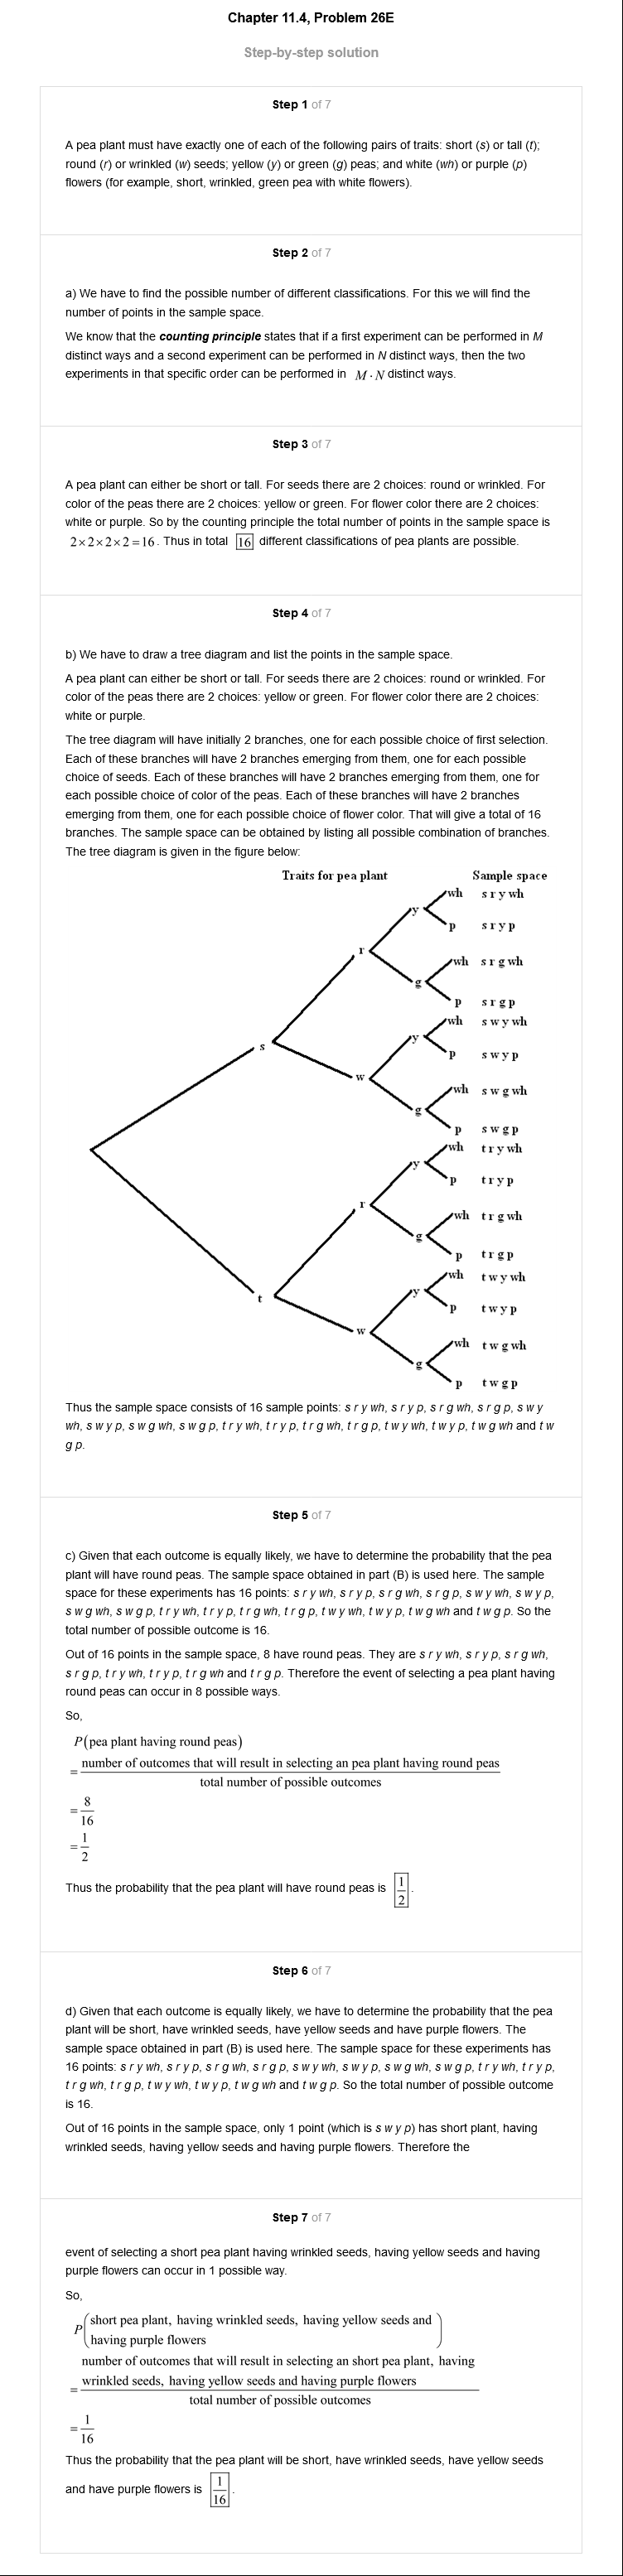 Chapter 11.4, Problem 26E
Step-by-step solution
Step 1 of 7
A pea plant must have exactly one of each of the following pairs of traits: short (s) or tall (t);
round (r) or wrinkled (w) seeds; yellow (y) or green (g) peas; and white (wh) or purple (p)
flowers (for example, short, wrinkled, green pea with white flowers).
Step 2 of 7
a) We have to find the possible number of different classifications. For this we will find the
number of points in the sample space.
We know that the counting principle states that if a first experiment can be performed in M
distinct ways and a second experiment can be performed in N distinct ways, then the two
experiments in that specific order can be performed in M · N distinct ways.
Step 3 of 7
A pea plant can either be short or tall. For seeds there are 2 choices: round or wrinkled. For
color of the peas there are 2 choices: yellow or green. For flower color there are 2 choices:
white or purple. So by the counting principle the total number of points in the sample space is
2×2×2×2=16. Thus in total 16 different classifications of pea plants are possible.
Step 4 of 7
b) We have to draw a tree diagram and list the points in the sample space.
A pea plant can either be short or tall. For seeds there are 2 choices: round or wrinkled. For
color of the peas there are 2 choices: yellow or green. For flower color there are 2 choices:
white or purple.
The tree diagram will have initially 2 branches, one for each possible choice of first selection.
Each of these branches will have 2 branches emerging from them, one for each possible
choice of seeds. Each of these branches will have 2 branches emerging from them, one for
each possible choice of color of the peas. Each of these branches will have 2 branches
emerging from them, one for each possible choice of flower color. That will give a total of 16
branches. The sample space can be obtained by listing all possible combination of branches.
The tree diagram is given in the figure below:
Traits for pea plant Sample space
wh s r y wh
y
p s r y p
r
wh s r g wh
g
p s r g p
s
wh s w y wh
y
p s w y p
w
wh s w g wh
g
p s w g p
wh t r y wh
y
p t r y p
r
wh t r g wh
g
p t r g p
t
wh t w y wh
y
p t w y p
w
wh t w g wh
g
p t w g p
Thus the sample space consists of 16 sample points: s r y wh, s r y p, s r g wh, s r g p, s w y
wh, s w y p, s w g wh, s w g p, t r y wh, t r y p, t r g wh, t r g p, t w y wh, t w y p, t w g wh and t w
g p.
Step 5 of 7
c) Given that each outcome is equally likely, we have to determine the probability that the pea
plant will have round peas. The sample space obtained in part (B) is used here. The sample
space for these experiments has 16 points: s r y wh, s r y p, s r g wh, s r g p, s w y wh, s w y p,
s w g wh, s w g p, t r y wh, t r y p, t r g wh, t r g p, t w y wh, t w y p, t w g wh and t w g p. So the
total number of possible outcome is 16.
Out of 16 points in the sample space, 8 have round peas. They are s r y wh, s r y p, s r g wh,
s r g p, t r y wh, t r y p, t r g wh and t r g p. Therefore the event of selecting a pea plant having
round peas can occur in 8 possible ways.
So,
P(pea plant having round peas)
number of outcomes that will result in selecting an pea plant having round peas
=
total number of possible outcomes
8
=
16
1
=
2
Thus the probability that the pea plant will have round peas is 1/2.
Step 6 of 7
d) Given that each outcome is equally likely, we have to determine the probability that the pea
plant will be short, have wrinkled seeds, have yellow seeds and have purple flowers. The
sample space obtained in part (B) is used here. The sample space for these experiments has
16 points: s r y wh, s r y p, s r g wh, s r g p, s w y wh, s w y p, s w g wh, s w g p, t r y wh, t r y p,
t r g wh, t r g p, t w y wh, t w y p, t w g wh and t w g p. So the total number of possible outcome
is 16.
Out of 16 points in the sample space, only 1 point (which is s w y p) has short plant, having
wrinkled seeds, having yellow seeds and having purple flowers. Therefore the
Step 7 of 7
event of selecting a short pea plant having wrinkled seeds, having yellow seeds and having
purple flowers can occur in 1 possible way.
So,
P(short pea plant, having wrinkled seeds, having yellow seeds and
having purple flowers)
number of outcomes that will result in selecting an short pea plant, having
wrinkled seeds, having yellow seeds and having purple flowers
=
total number of possible outcomes
1
=
16
Thus the probability that the pea plant will be short, have wrinkled seeds, have yellow seeds
and have purple flowers is 1/16.